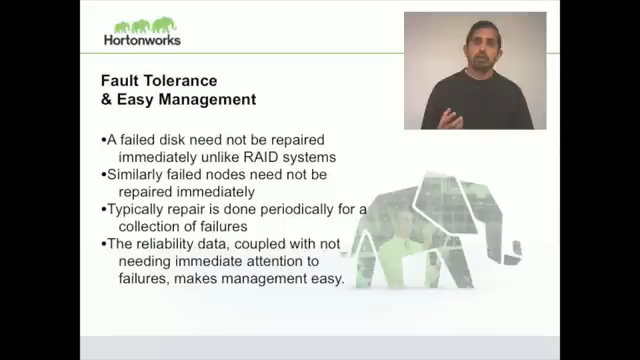 Hortonworks
Fault Tolerance
& Easy Management
•A failed disk need not be repaired
immediately unlike RAID systems
•Similarly failed nodes need not be
repaired immediately
•Typically repair is done periodically for a
collection of failures
•The reliability data, coupled with not
needing immediate attention to
failures, makes management easy.